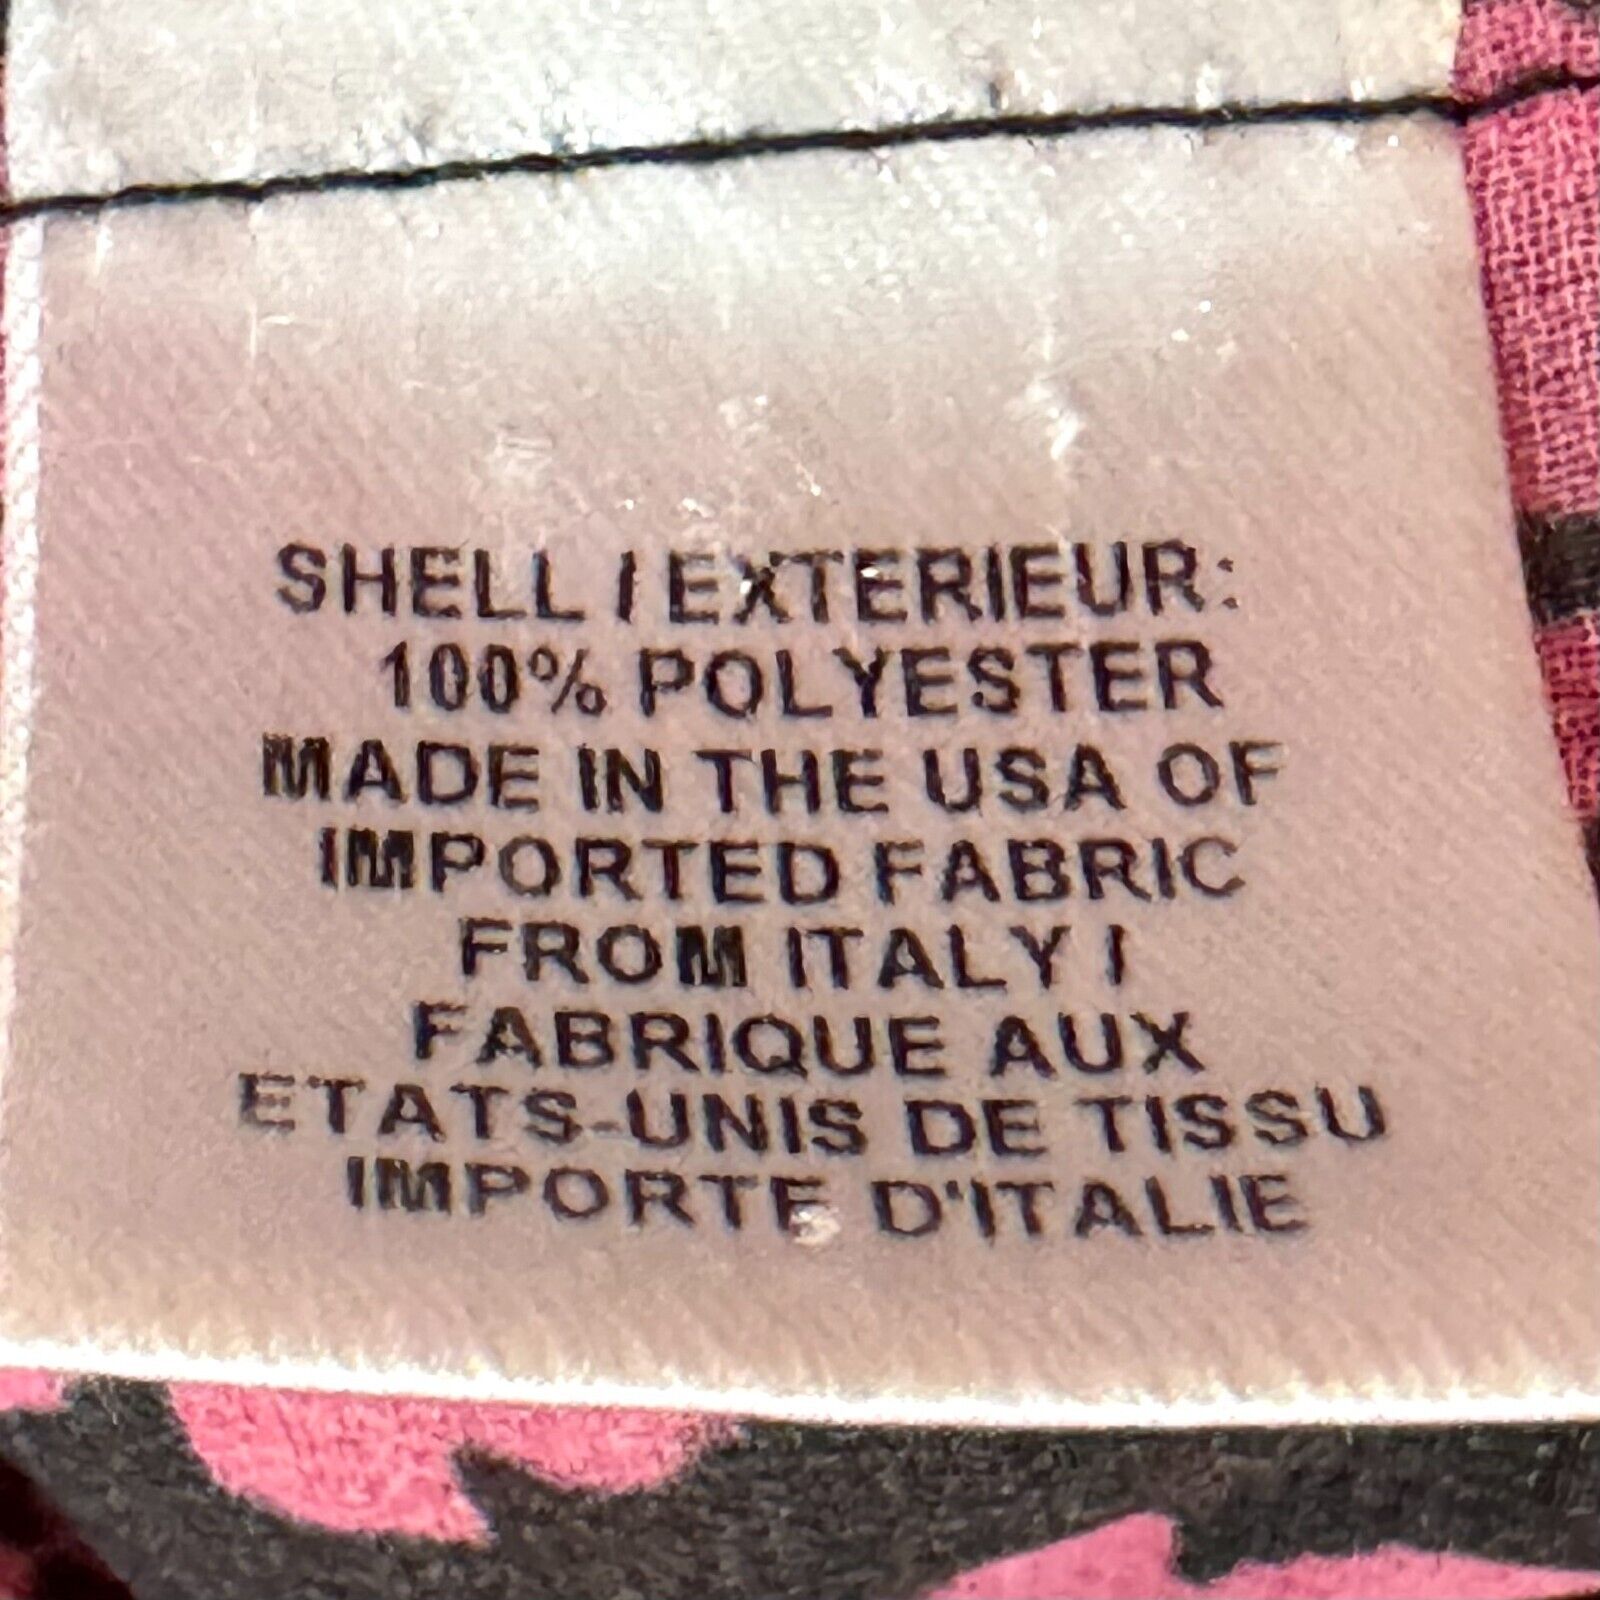 SHELL / EXTERIEUR:
100% POLYESTER
MADE IN THE USA OF
IMPORTED FABRIC
FROM ITALY /
FABRIQUE AUX
ETATS-UNIS DE TISSU
IMPORTE D'ITALIE